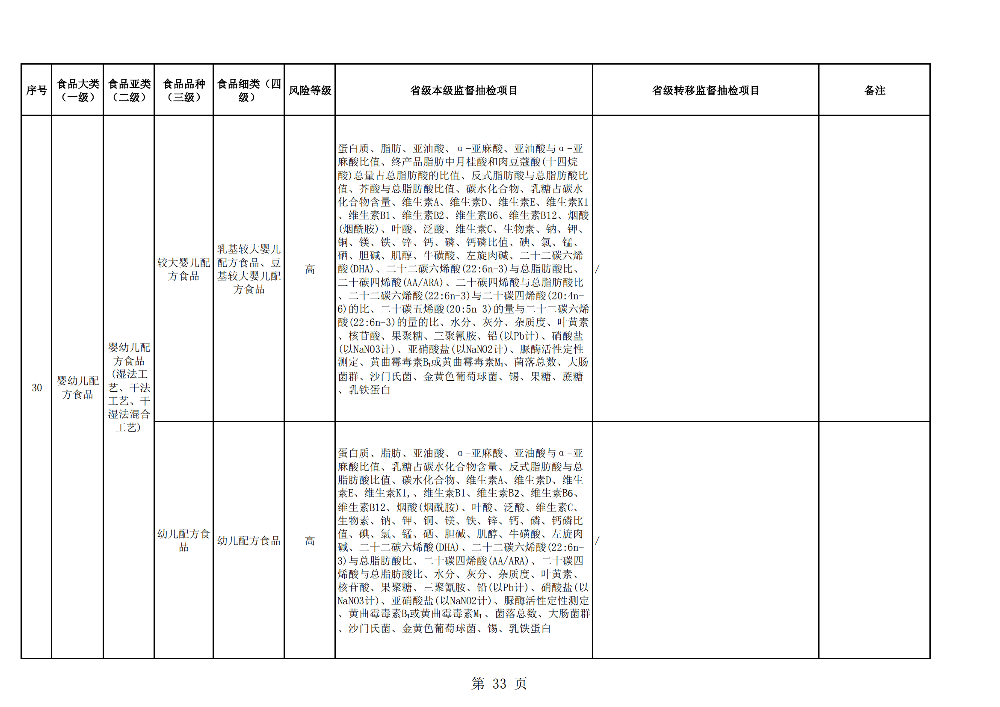 序号
食品大类
（一级）
食品亚类
（二级）
食品品种
（三级）
食品细类（四
级）
风险等级
省级本级监督抽检项目
省级转移监督抽检项目
备注
30
婴幼儿配
方食品
婴幼儿配
方食品
(湿法工
艺、干法
工艺、干
湿法混合
工艺)
较大婴儿配
方食品
乳基较大婴儿
配方食品、豆
基较大婴儿配
方食品
高
蛋白质、脂肪、亚油酸、α-亚麻酸、亚油酸与α-亚
麻酸比值、终产品脂肪中月桂酸和肉豆蔻酸(十四烷
酸)总量占总脂肪酸的比值、反式脂肪酸与总脂肪酸比
值、芥酸与总脂肪酸比值、碳水化合物、乳糖占碳水
化合物含量、维生素A、维生素D、维生素E、维生素K1
、维生素B1、维生素B2、维生素B6、维生素B12、烟酸
(烟酰胺)、叶酸、泛酸、维生素C、生物素、钠、钾、
铜、镁、铁、锌、钙、磷、钙磷比值、碘、氯、锰、
硒、胆碱、肌醇、牛磺酸、左旋肉碱、二十二碳六烯
酸(DHA)、二十二碳六烯酸(22:6n-3)与总脂肪酸比、
二十碳四烯酸(AA/ARA)、二十碳四烯酸与总脂肪酸比
、二十二碳六烯酸(22:6n-3)与二十碳四烯酸(20:4n-
6)的比、二十碳五烯酸(20:5n-3)的量与二十二碳六烯
酸(22:6n-3)的量的比、水分、灰分、杂质度、叶黄素
、核苷酸、果聚糖、三聚氰胺、铅(以Pb计)、硝酸盐
(以NaNO3计)、亚硝酸盐(以NaNO2计)、脲酶活性定性
测定、黄曲霉毒素B₁或黄曲霉毒素M₁、菌落总数、大肠
菌群、沙门氏菌、金黄色葡萄球菌、锡、果糖、蔗糖
、乳铁蛋白
/
幼儿配方食
品
幼儿配方食品
高
蛋白质、脂肪、亚油酸、α-亚麻酸、亚油酸与α-亚
麻酸比值、乳糖占碳水化合物含量、反式脂肪酸与总
脂肪酸比值、碳水化合物、维生素A、维生素D、维生
素E、维生素K1,、维生素B1、维生素B2、维生素B6、
维生素B12、烟酸(烟酰胺)、叶酸、泛酸、维生素C、
生物素、钠、钾、铜、镁、铁、锌、钙、磷、钙磷比
值、碘、氯、锰、硒、胆碱、肌醇、牛磺酸、左旋肉
碱、二十二碳六烯酸(DHA)、二十二碳六烯酸(22:6n-
3)与总脂肪酸比、二十碳四烯酸(AA/ARA)、二十碳四
烯酸与总脂肪酸比、水分、灰分、杂质度、叶黄素、
核苷酸、果聚糖、三聚氰胺、铅(以Pb计)、硝酸盐(以
NaNO3计)、亚硝酸盐(以NaNO2计)、脲酶活性定性测定
、黄曲霉毒素B₁或黄曲霉毒素M₁、菌落总数、大肠菌群
、沙门氏菌、金黄色葡萄球菌、锡、乳铁蛋白
/
第 33 页